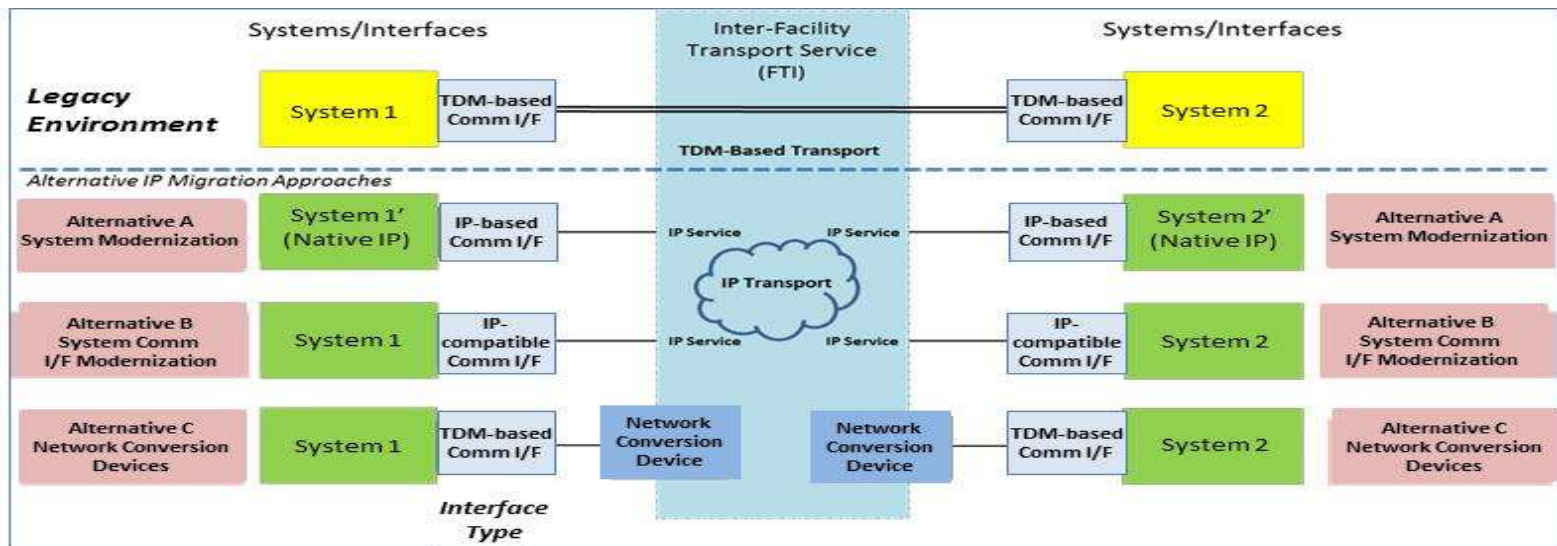 Systems/Interfaces
Inter-Facility
Transport Service
(FTI)
Systems/Interfaces
Legacy
Environment
System 1
TDM-based
Comm I/F
TDM-based
Comm I/F
System 2
TDM-Based Transport
Alternative IP Migration Approaches
Alternative A
System Modernization
System 1'
(Native IP)
IP-based
Comm I/F
IP Service
IP Service
IP-based
Comm I/F
System 2'
(Native IP)
Alternative A
System Modernization
IP Transport
Alternative B
System Comm
I/F Modernization
System 1
IP-
compatible
Comm I/F
IP Service
IP Service
IP-
compatible
Comm I/F
System 2
Alternative B
System Comm
I/F Modernization
Alternative C
Network Conversion
Devices
System 1
TDM-based
Comm I/F
Network
Conversion
Device
Network
Conversion
Device
TDM-based
Comm I/F
System 2
Alternative C
Network Conversion
Devices
Interface
Type